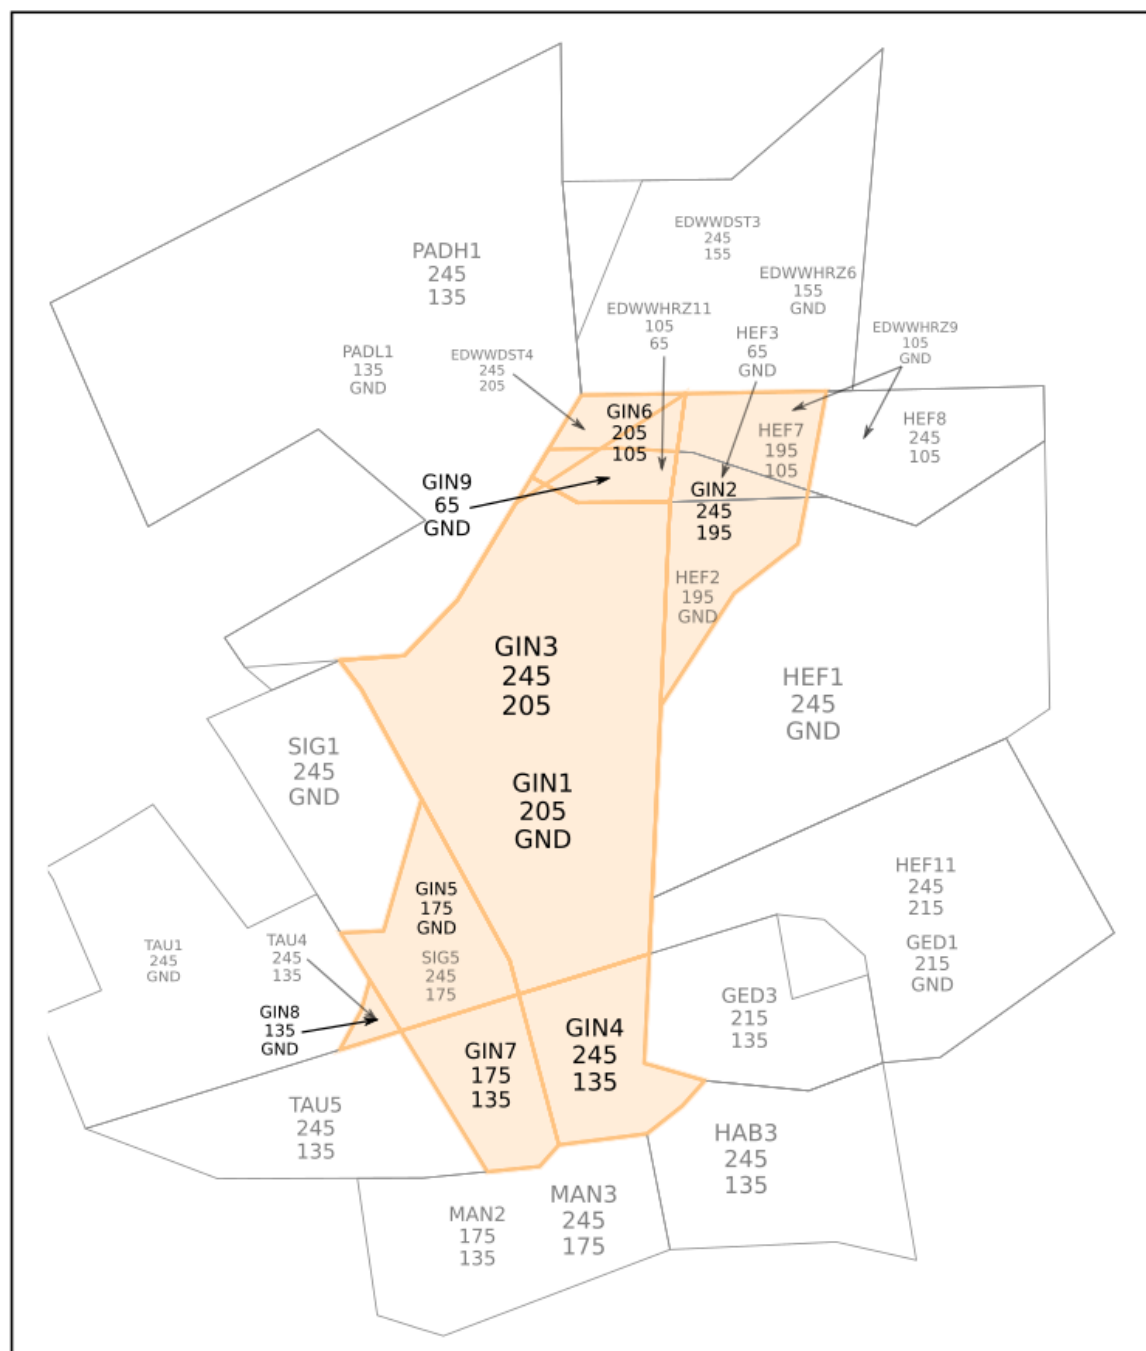 EDWWDST3
245
155
PADH1
245
135
EDWWHRZ6
155
GND
EDWWHRZ11
105
65
EDWWHRZ9
105
GND
HEF3
65
GND
PADL1
135
GND
EDWWDST4
245
205
GIN6
205
105
HEF8
245
105
HEF7
195
105
GIN9
65
GND
GIN2
245
195
HEF2
195
GND
GIN3
245
205
HEF1
245
GND
SIG1
245
GND
GIN1
205
GND
HEF11
245
215
GIN5
175
GND
TAU4
245
135
TAU1
245
GND
GED1
215
GND
SIG5
245
175
GED3
215
135
GIN8
135
GND
GIN4
245
135
GIN7
175
135
TAU5
245
135
HAB3
245
135
MAN3
245
175
MAN2
175
135